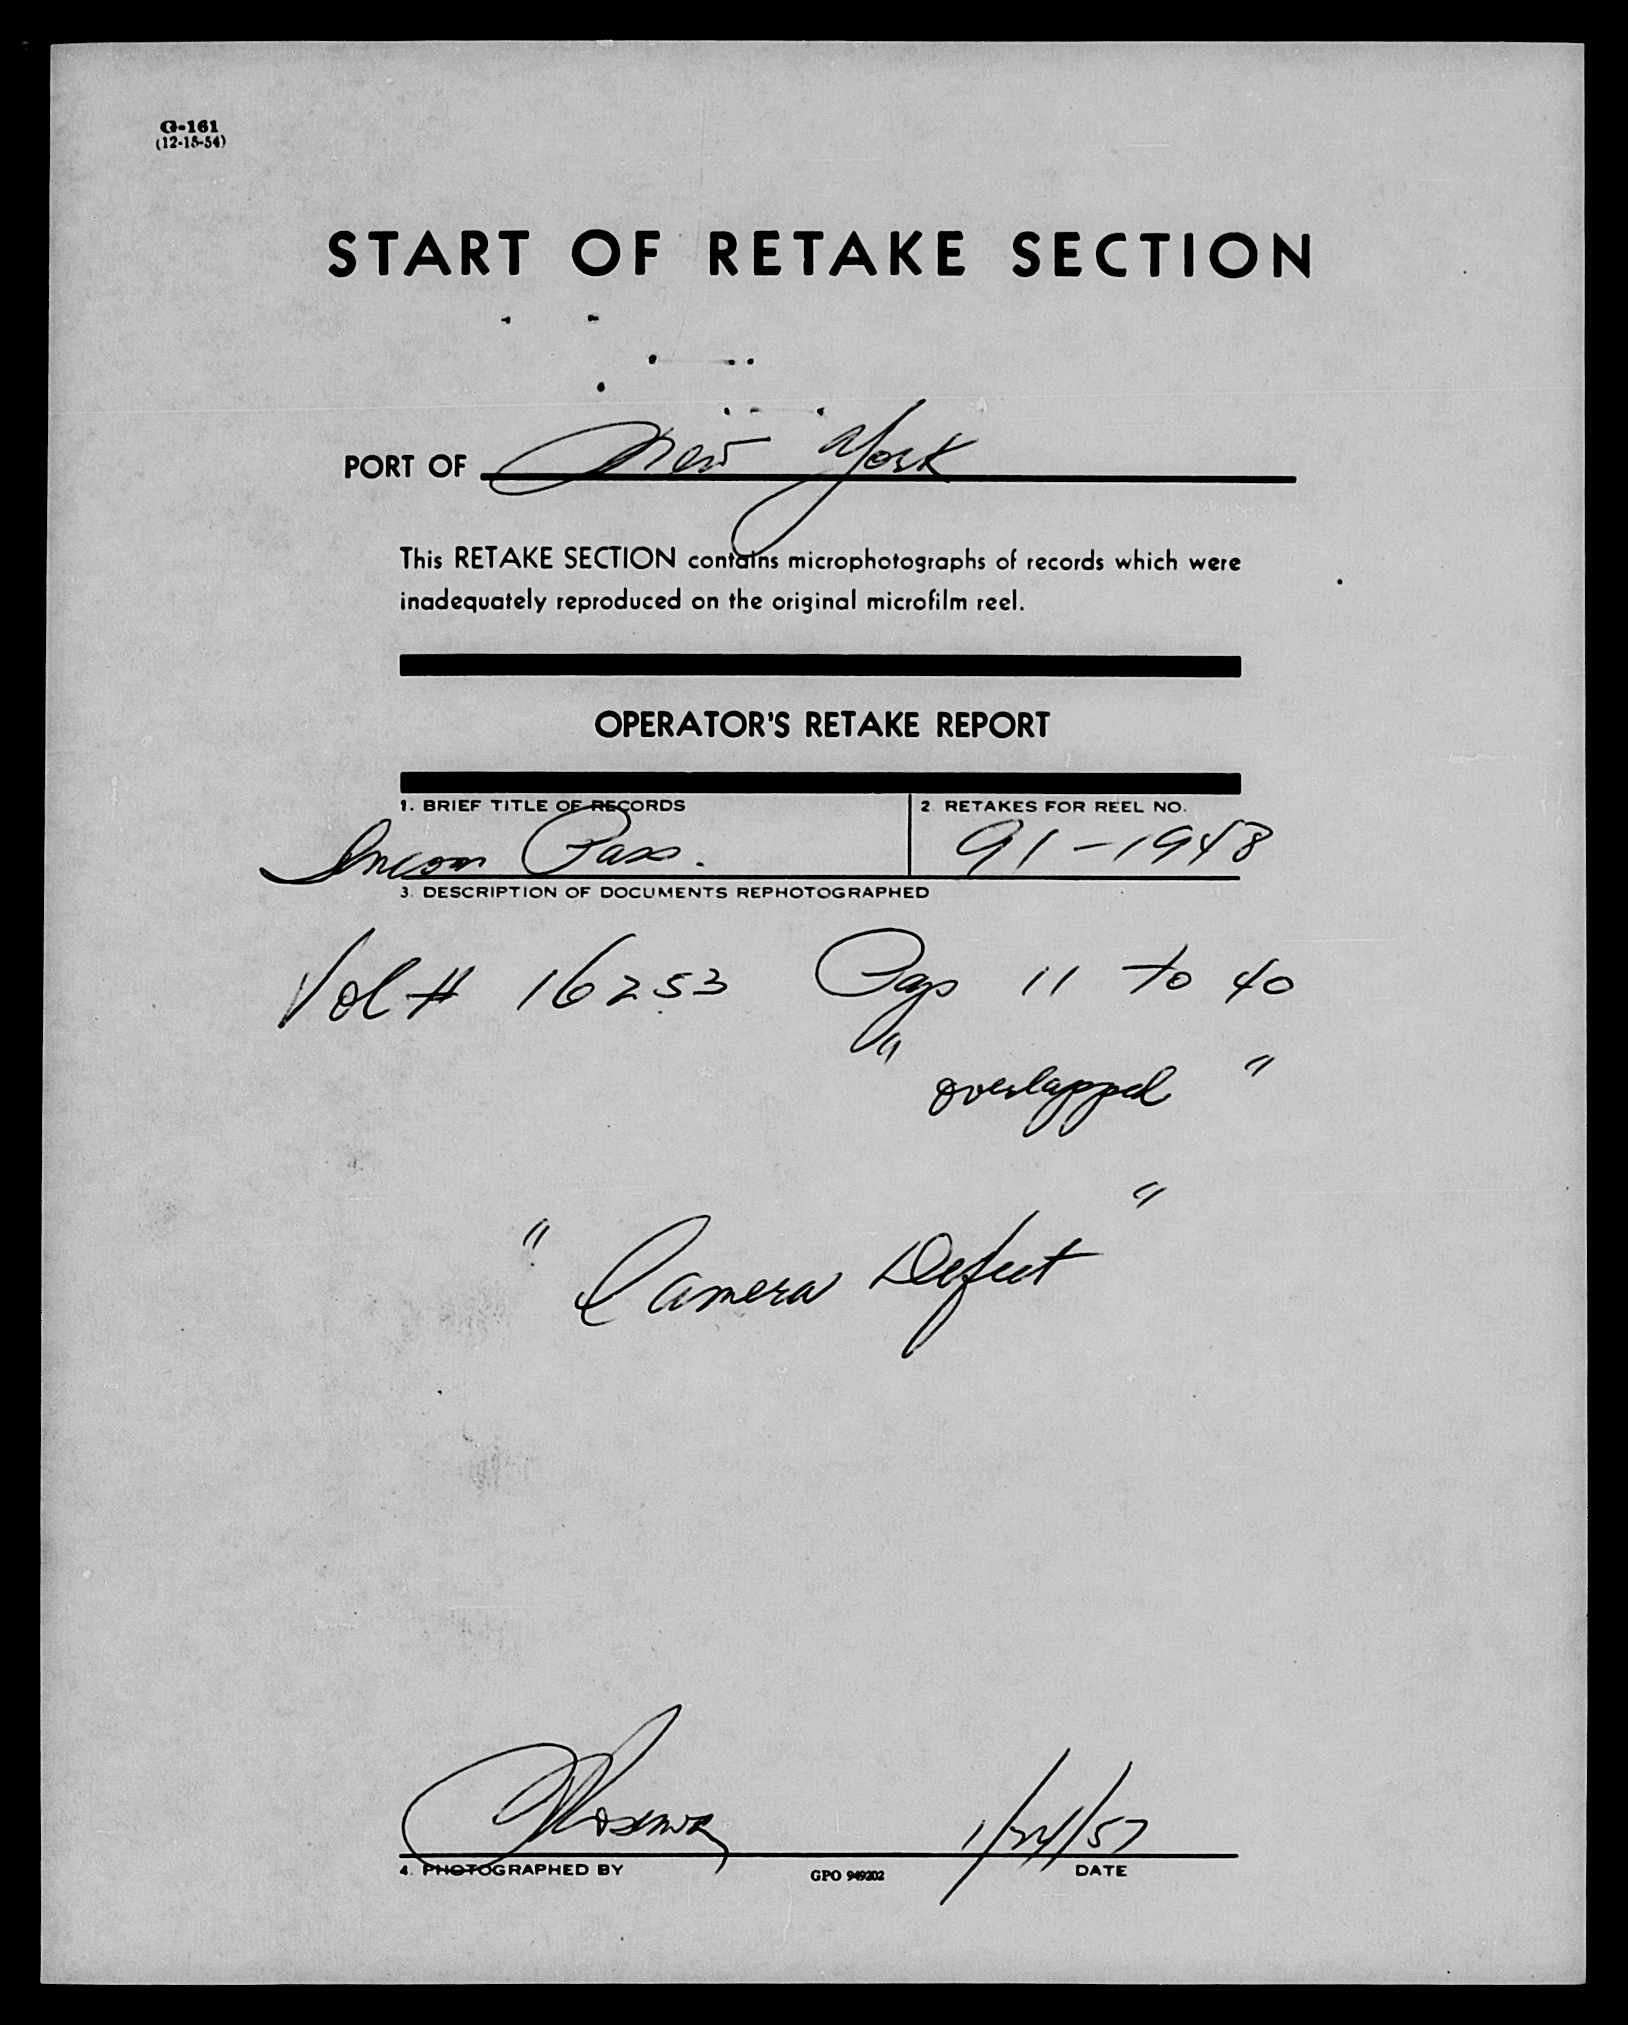 G-161
(12-15-54)
START OF RETAKE SECTION
PORT OF New York
This RETAKE SECTION contains microphotographs of records which were
inadequately reproduced on the original microfilm reel.
OPERATOR'S RETAKE REPORT
1. BRIEF TITLE OF RECORDS 2. RETAKES FOR REEL NO.
Incom Pass. 91-1948
3. DESCRIPTION OF DOCUMENTS REPHOTOGRAPHED
Vol # 16253 Pags 11 to 40
" overlapped "
" Camera Defect "
1/24/57
4. PHOTOGRAPHED BY GPO 949202 DATE